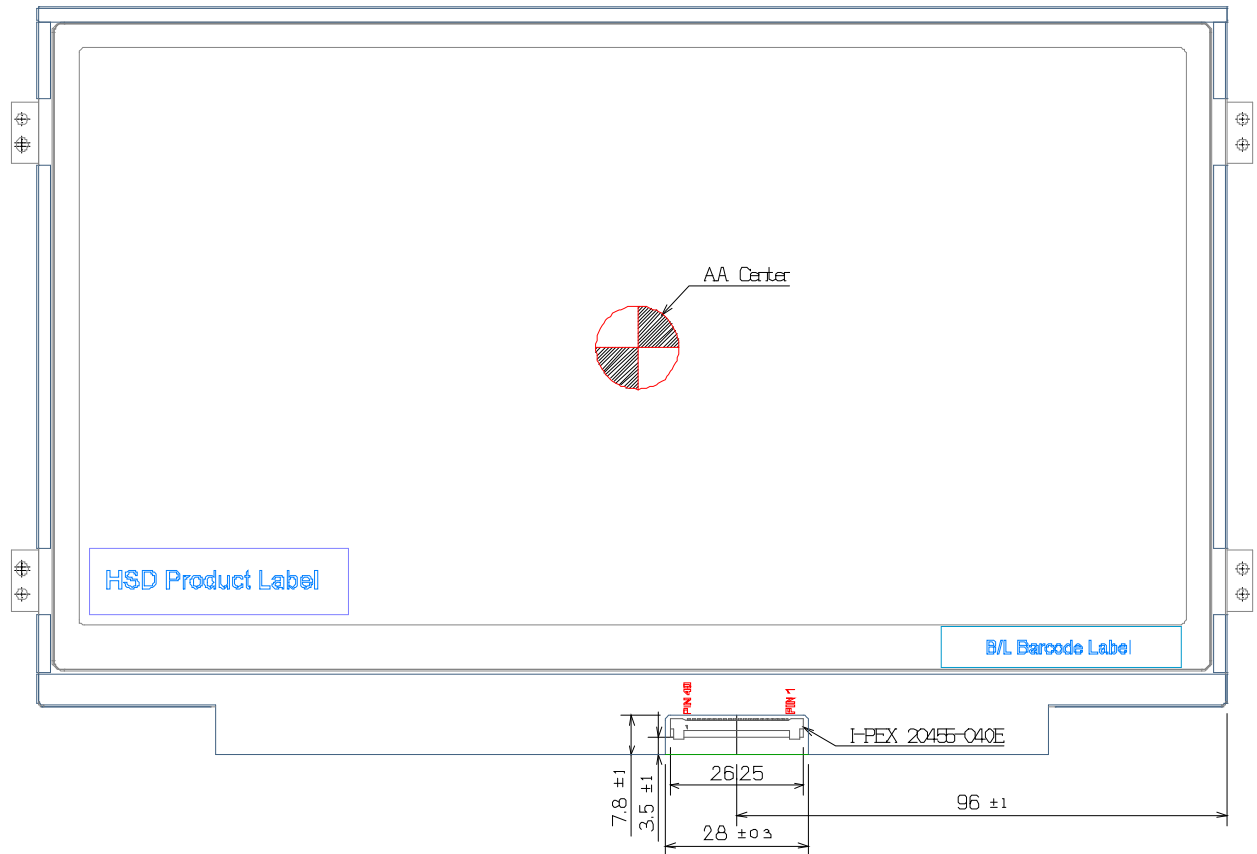 AA Center
HSD Product Label
B/L Barcode Label
PIN 40
PIN 1
I-PEX 20455-040E
7.8 ±1
3.5 ±1
26.25
96 ±1
28 ±0.3